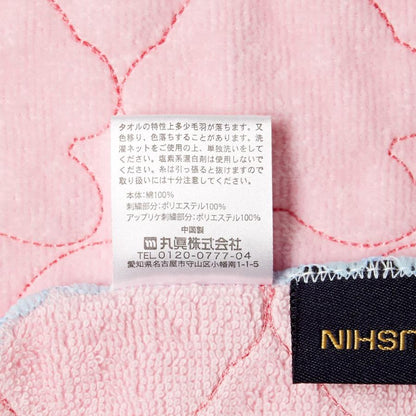 タオルの特性上多少毛羽が落ちます。又
色移り、色落ちすることがあります。洗
濯ネットをご使用の上、単独洗いをして
ください。塩素系漂白剤は使用しないで
ください。糸は引っ張ると抜けますので
取り扱いには十分ご注意ください。
本体：綿100%
刺繍部分：ポリエステル100%
アップリケ刺繍部分：ポリエステル100%
中国製
丸眞株式会社
TEL.0120-0777-04
愛知県名古屋市守山区小幡南1-1-5
USHIN